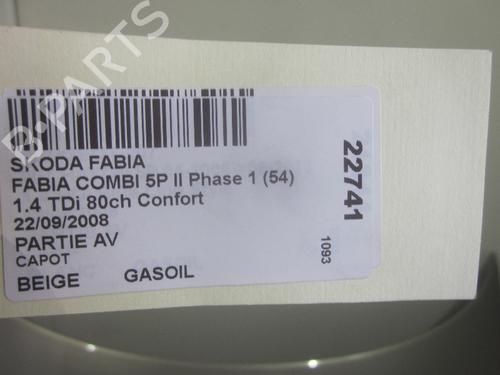 B-PARTS
SKODA FABIA
FABIA COMBI 5P II Phase 1 (54)
1.4 TDi 80ch Confort
22/09/2008
PARTIE AV
CAPOT
BEIGE GASOIL
22741
1093